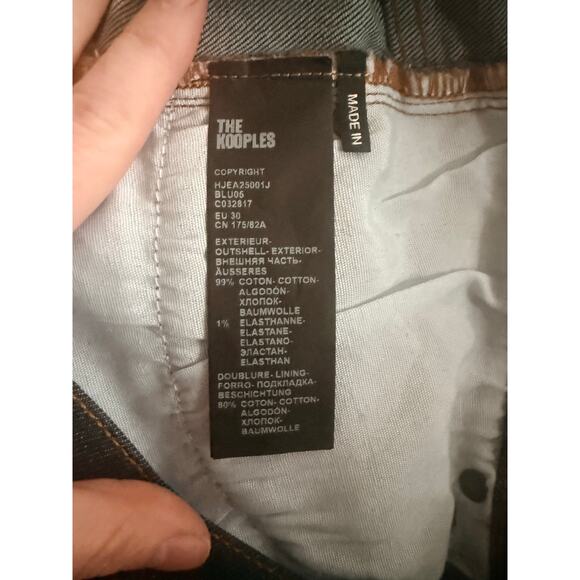 THE
KOOPLES
COPYRIGHT
HJEA25001J
BLU05
C032817
EU 30
CN 175/82A
EXTERIEUR-
OUTSHELL- EXTERIOR-
ВНЕШНЯЯ ЧАСТЬ-
ÄUSSERES
99% COTON- COTTON-
ALGODÓN-
ХЛОПОК-
BAUMWOLLE
1% ELASTHANNE-
ELASTANE-
ELASTANO-
ЭЛАСТАН-
ELASTHAN
DOUBLURE- LINING-
FORRO- ПОДКЛАДКА-
BESCHICHTUNG
80% COTON- COTTON-
ALGODÓN-
ХЛОПОК-
BAUMWOLLE
MADE IN